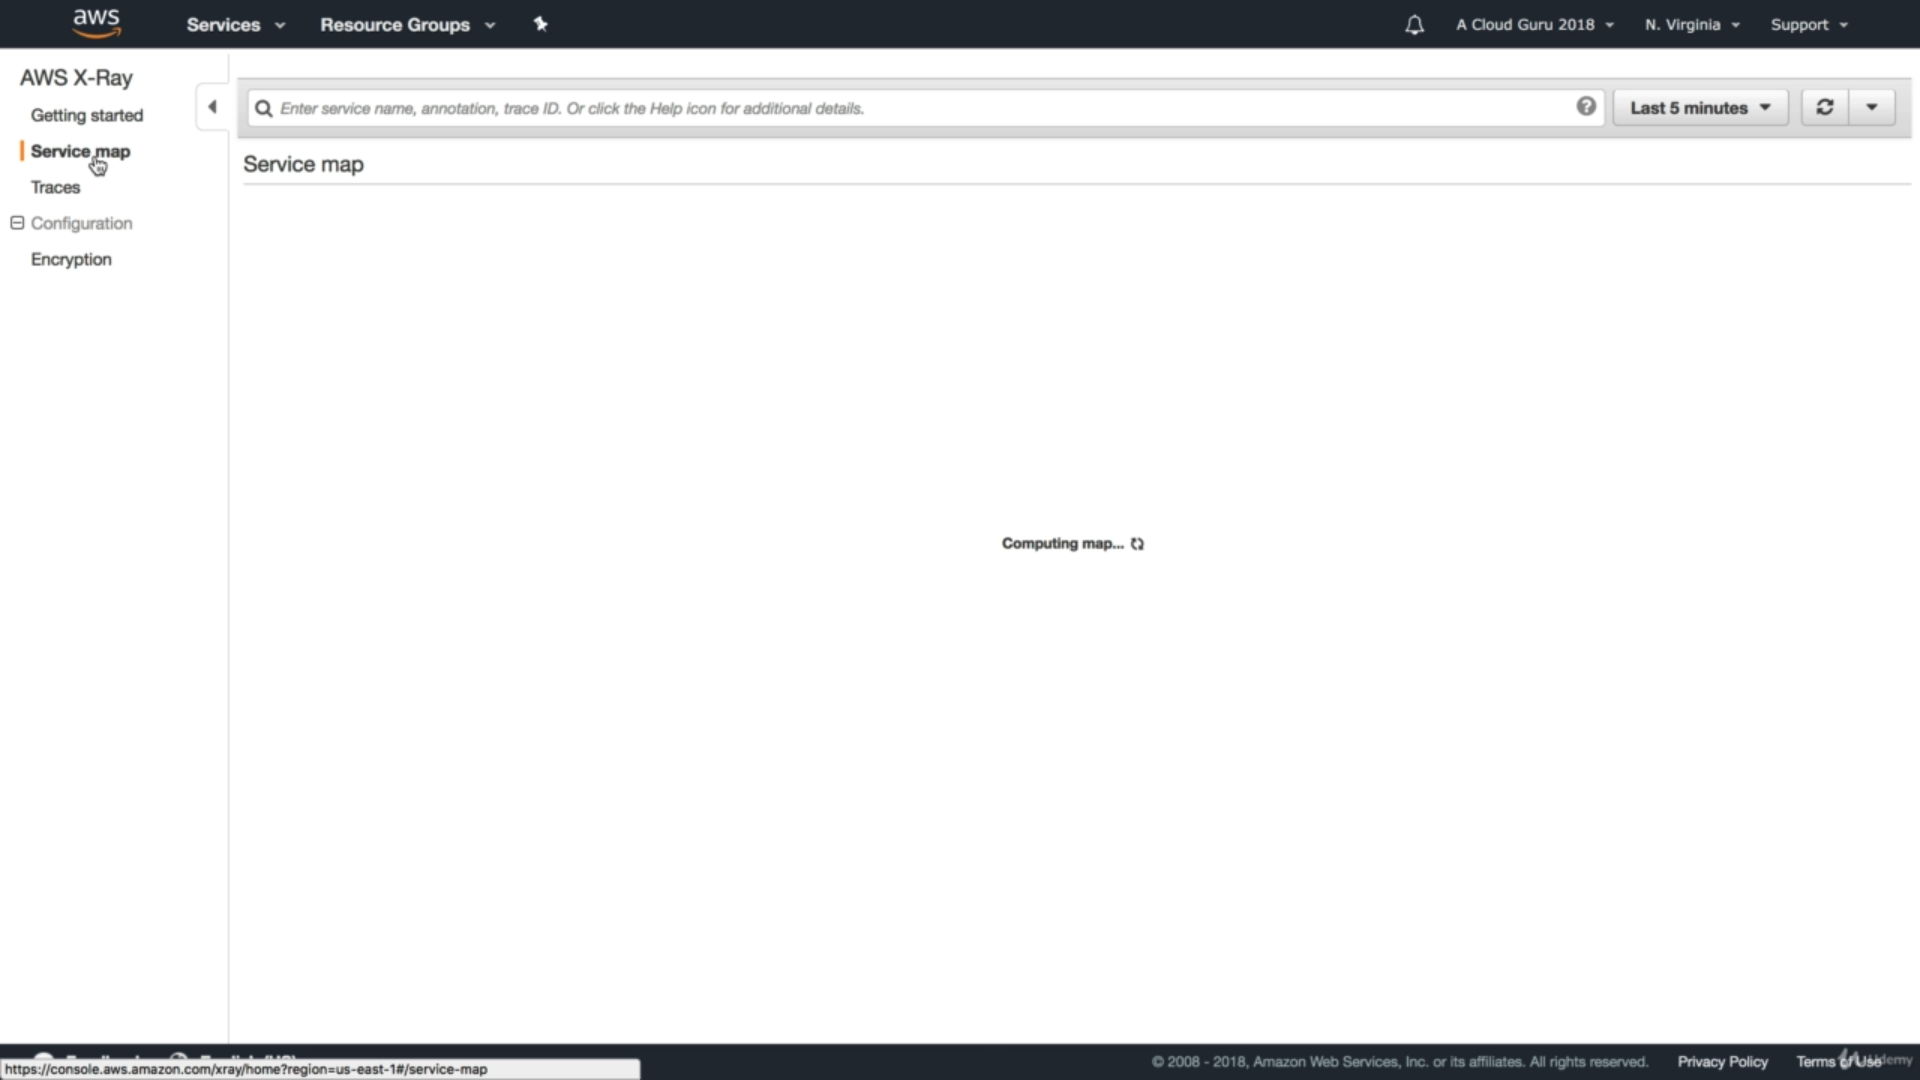 aws
Services
Resource Groups
A Cloud Guru 2018
N. Virginia
Support
AWS X-Ray
Getting started
Service map
Traces
Configuration
Encryption
Enter service name, annotation, trace ID. Or click the Help icon for additional details.
Last 5 minutes
Service map
Computing map...
https://console.aws.amazon.com/xray/home?region=us-east-1#/service-map
© 2008 - 2018, Amazon Web Services, Inc. or its affiliates. All rights reserved.
Privacy Policy
Terms of Use